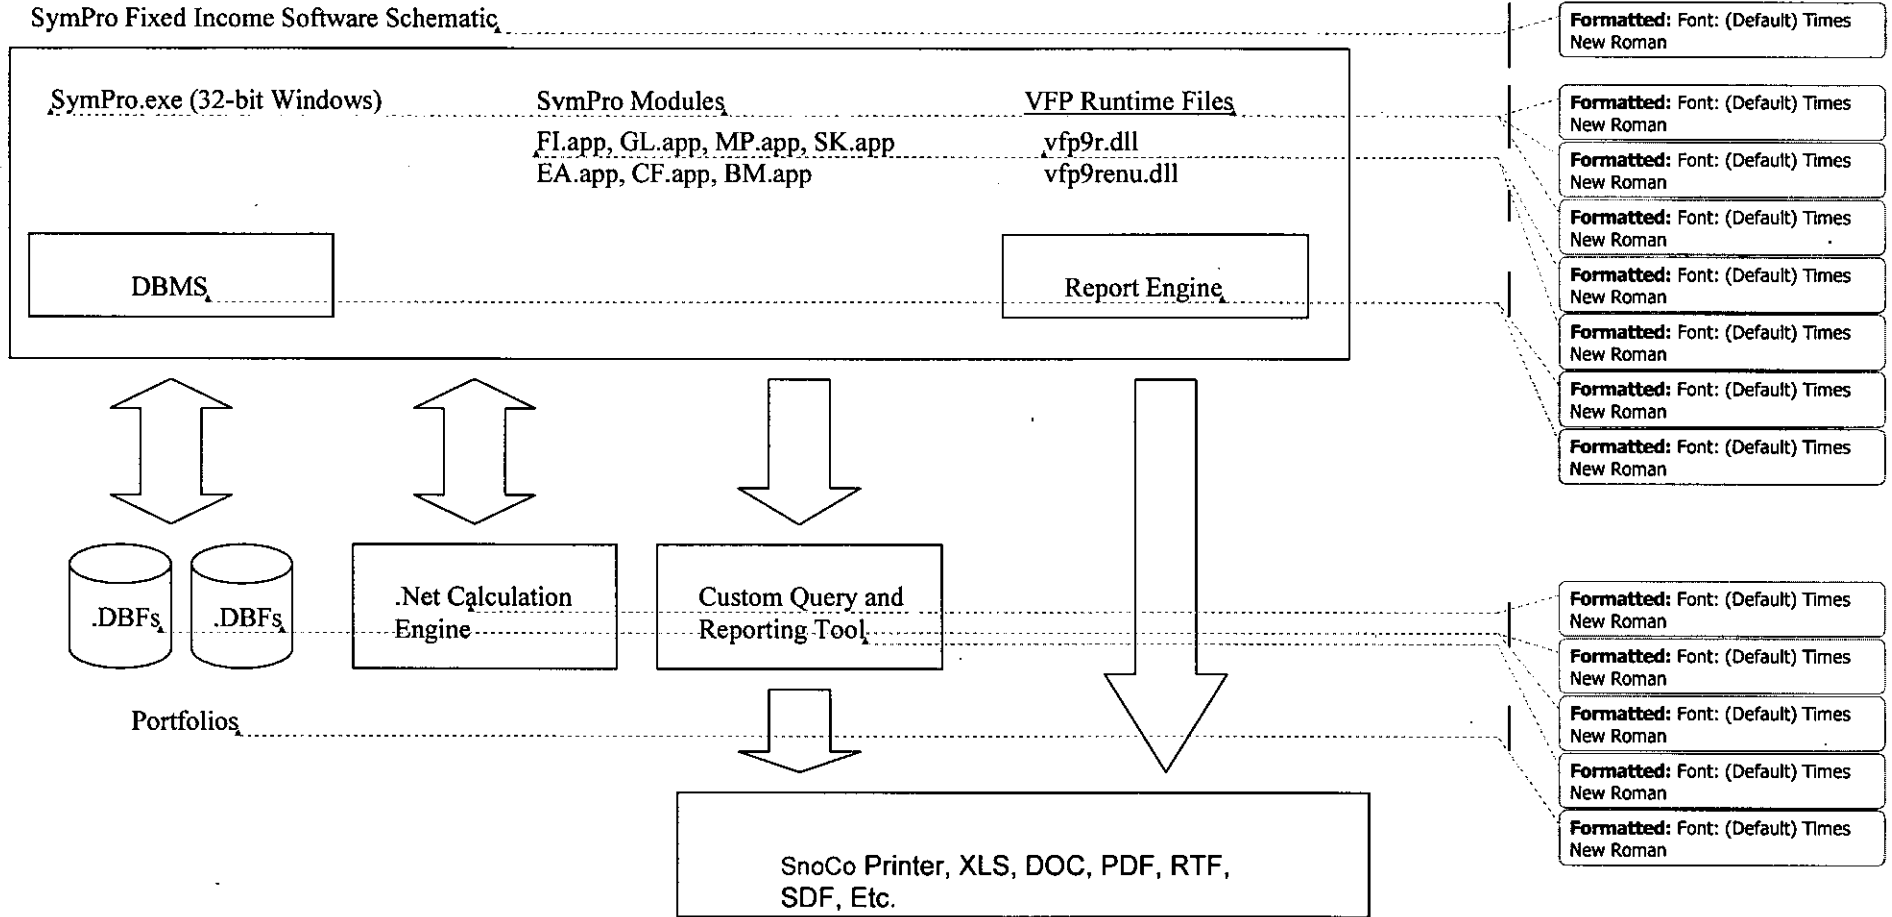 SymPro Fixed Income Software Schematic
SymPro.exe (32-bit Windows)
SymPro Modules
VFP Runtime Files
FI.app, GL.app, MP.app, SK.app
EA.app, CF.app, BM.app
vfp9r.dll
vfp9renu.dll
DBMS
Report Engine
.DBFs
.DBFs
.Net Calculation
Engine
Custom Query and
Reporting Tool
Portfolios
SnoCo Printer, XLS, DOC, PDF, RTF,
SDF, Etc.
Formatted: Font: (Default) Times
New Roman
Formatted: Font: (Default) Times
New Roman
Formatted: Font: (Default) Times
New Roman
Formatted: Font: (Default) Times
New Roman
Formatted: Font: (Default) Times
New Roman
Formatted: Font: (Default) Times
New Roman
Formatted: Font: (Default) Times
New Roman
Formatted: Font: (Default) Times
New Roman
Formatted: Font: (Default) Times
New Roman
Formatted: Font: (Default) Times
New Roman
Formatted: Font: (Default) Times
New Roman
Formatted: Font: (Default) Times
New Roman
Formatted: Font: (Default) Times
New Roman